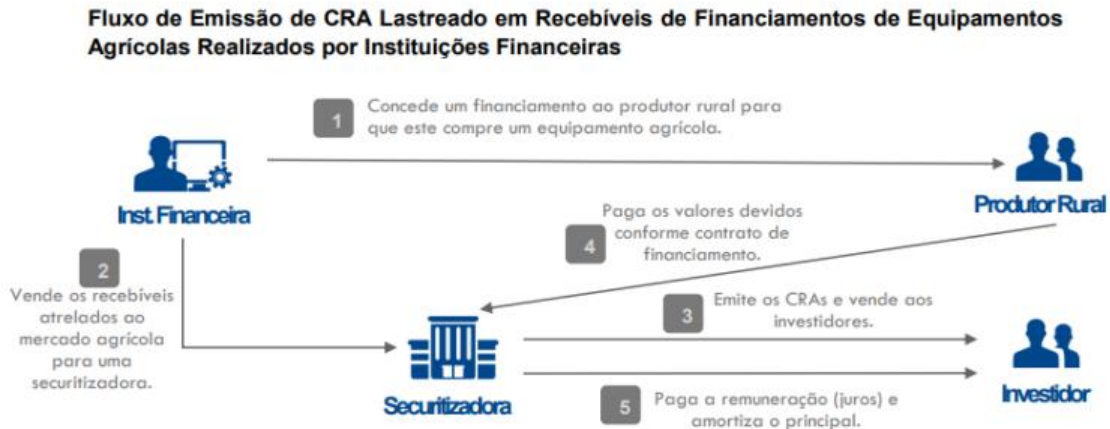 Fluxo de Emissão de CRA Lastreado em Recebíveis de Financiamentos de Equipamentos
Agrícolas Realizados por Instituições Financeiras
1
Concede um financiamento ao produtor rural para
que este compre um equipamento agrícola.
Inst. Financeira
Produtor Rural
2
Vende os recebíveis
atrelados ao
mercado agrícola
para uma
securitizadora.
4
Paga os valores devidos
conforme contrato de
financiamento.
3
Emite os CRAs e vende aos
investidores.
Securitizadora
Investidor
5
Paga a remuneração (juros) e
amortiza o principal.